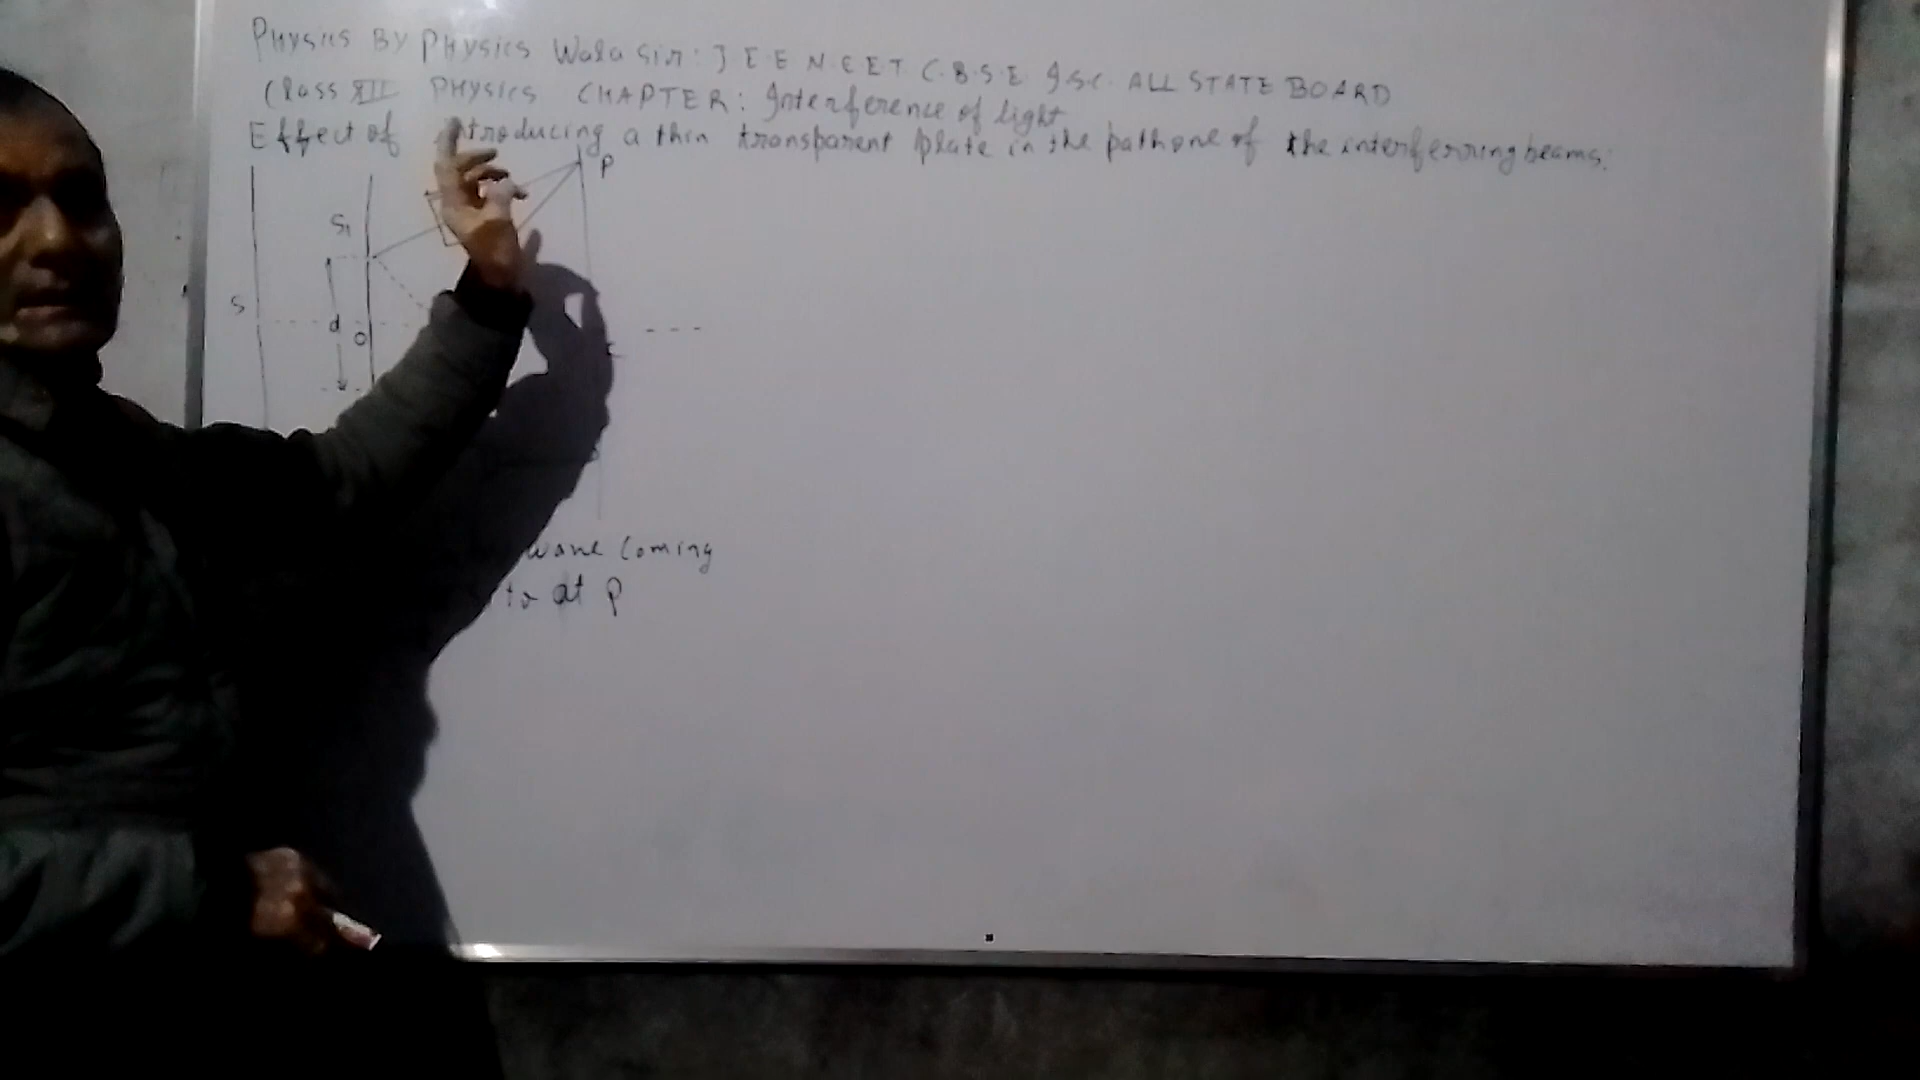 Physics By Physics Wala Sir: J.E.E N.E.E.T C.B.S.E I.S.C. ALL STATE BOARD
Class XII PHYSICS CHAPTER: Interference of light
Effect of introducing a thin transparent plate in the path one of the interferring beams:
P
S1
S
d
O
wave coming
to at P